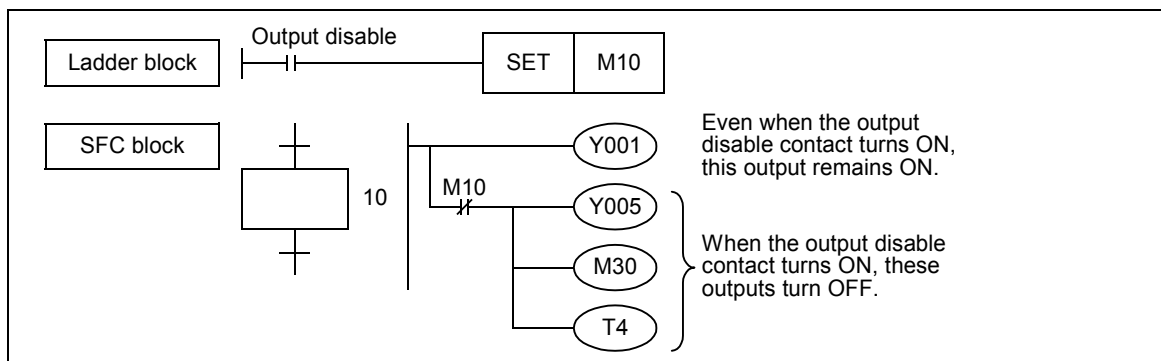 Output disable
Ladder block
SET M10
SFC block
10
M10
Y001
Y005
M30
T4
Even when the output
disable contact turns ON,
this output remains ON.
When the output disable
contact turns ON, these
outputs turn OFF.